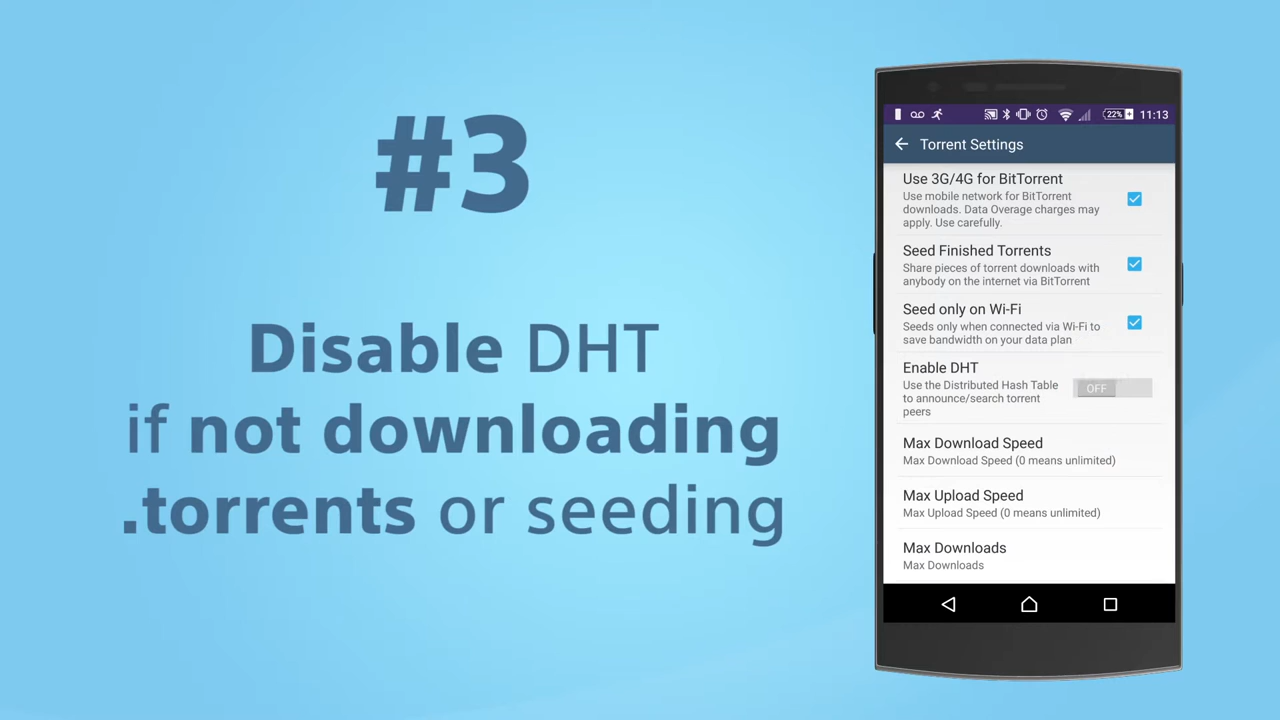 #3
Disable DHT
if not downloading
.torrents or seeding
22% 11:13
Torrent Settings
Use 3G/4G for BitTorrent
Use mobile network for BitTorrent
downloads. Data Overage charges may
apply. Use carefully.
Seed Finished Torrents
Share pieces of torrent downloads with
anybody on the internet via BitTorrent
Seed only on Wi-Fi
Seeds only when connected via Wi-Fi to
save bandwidth on your data plan
Enable DHT
Use the Distributed Hash Table
to announce/search torrent
peers
OFF
Max Download Speed
Max Download Speed (0 means unlimited)
Max Upload Speed
Max Upload Speed (0 means unlimited)
Max Downloads
Max Downloads